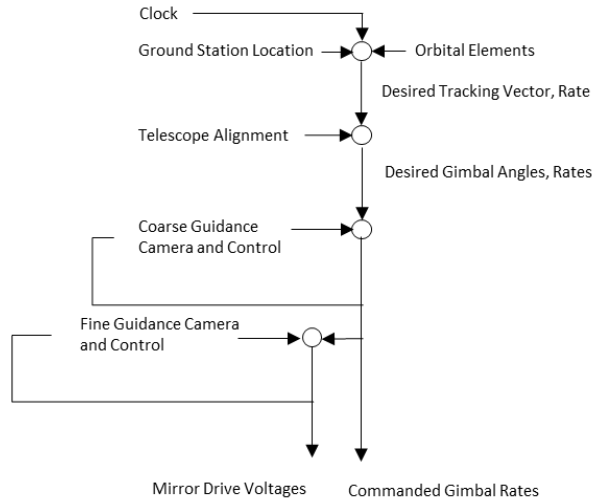 Clock
Ground Station Location
Orbital Elements
Desired Tracking Vector, Rate
Telescope Alignment
Desired Gimbal Angles, Rates
Coarse Guidance
Camera and Control
Fine Guidance Camera
and Control
Mirror Drive Voltages
Commanded Gimbal Rates